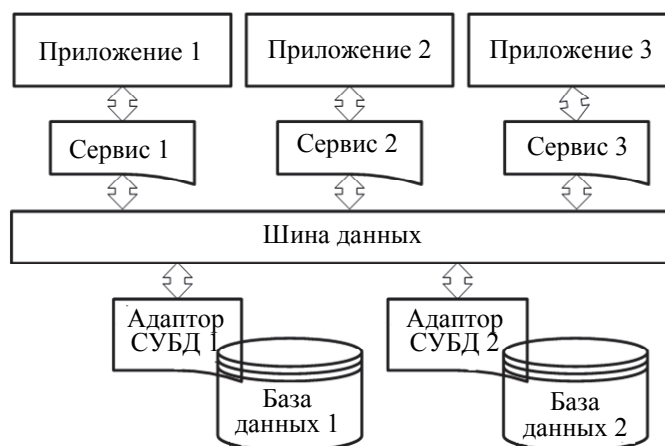 Приложение 1
Приложение 2
Приложение 3
Сервис 1
Сервис 2
Сервис 3
Шина данных
Адаптор
СУБД 1
Адаптор
СУБД 2
База
данных 1
База
данных 2